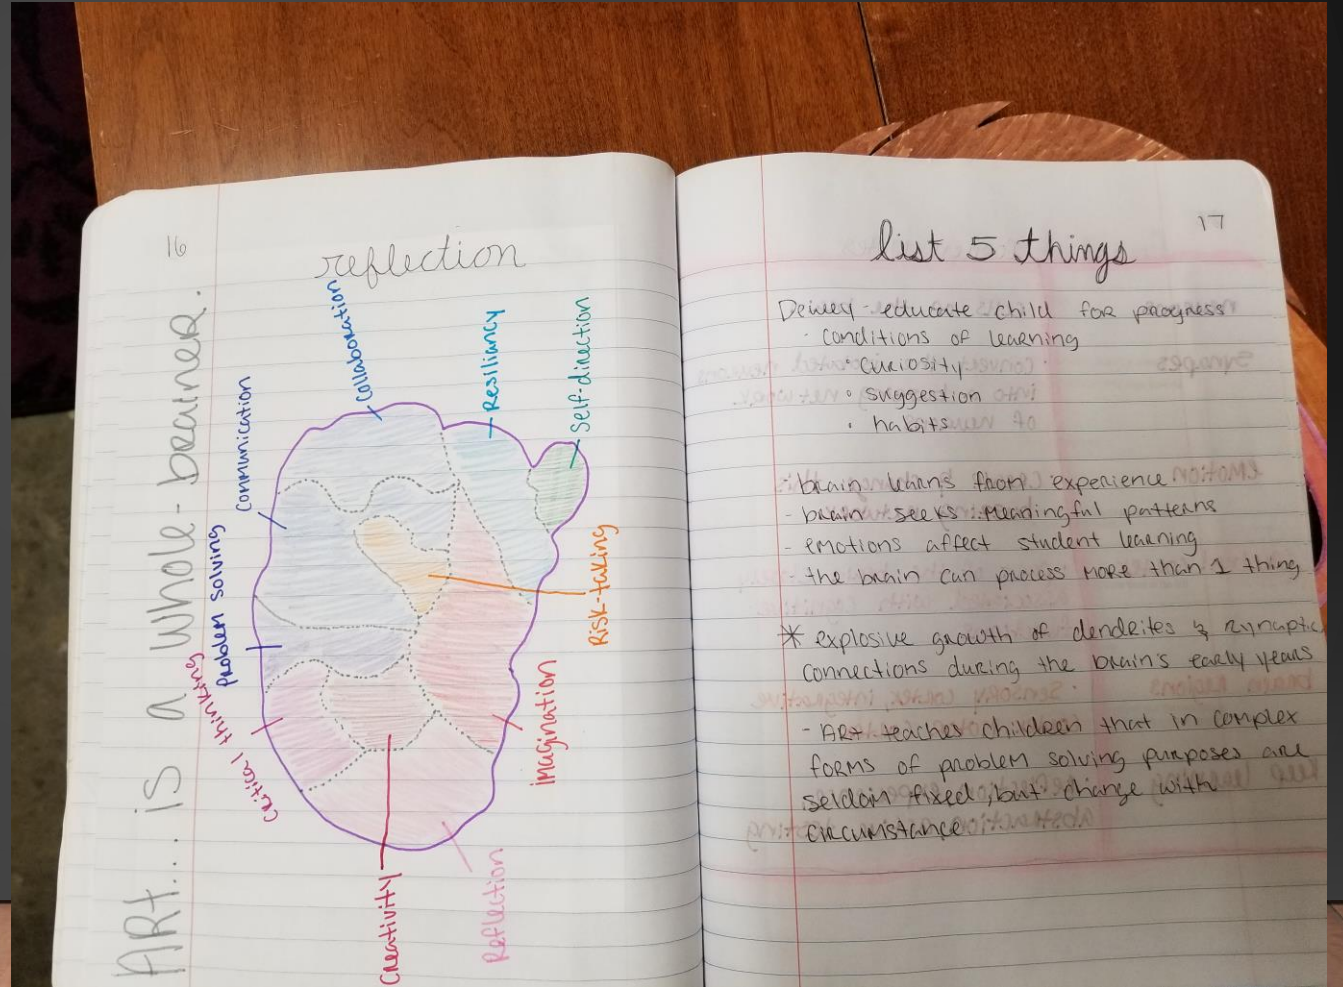 16
reflection
ARt... is a whole-brainer.
Collaboration
Resiliancy
Self-direction
Communication
Problem solving
Critical thinking
Risk-taking
Imagination
Creativity
Reflection
17
list 5 things
Dewey - educate child for progress
- conditions of learning
• curiosity
• suggestion
• habits
- brain learns from experience
- brain seeks meaningful patterns
- emotions affect student learning
- the brain can process more than 1 thing
* explosive growth of dendrites & synaptic
connections during the brain's early years
- ARt teaches children that in complex
forms of problem solving purposes are
seldom fixed, but change with
circumstance